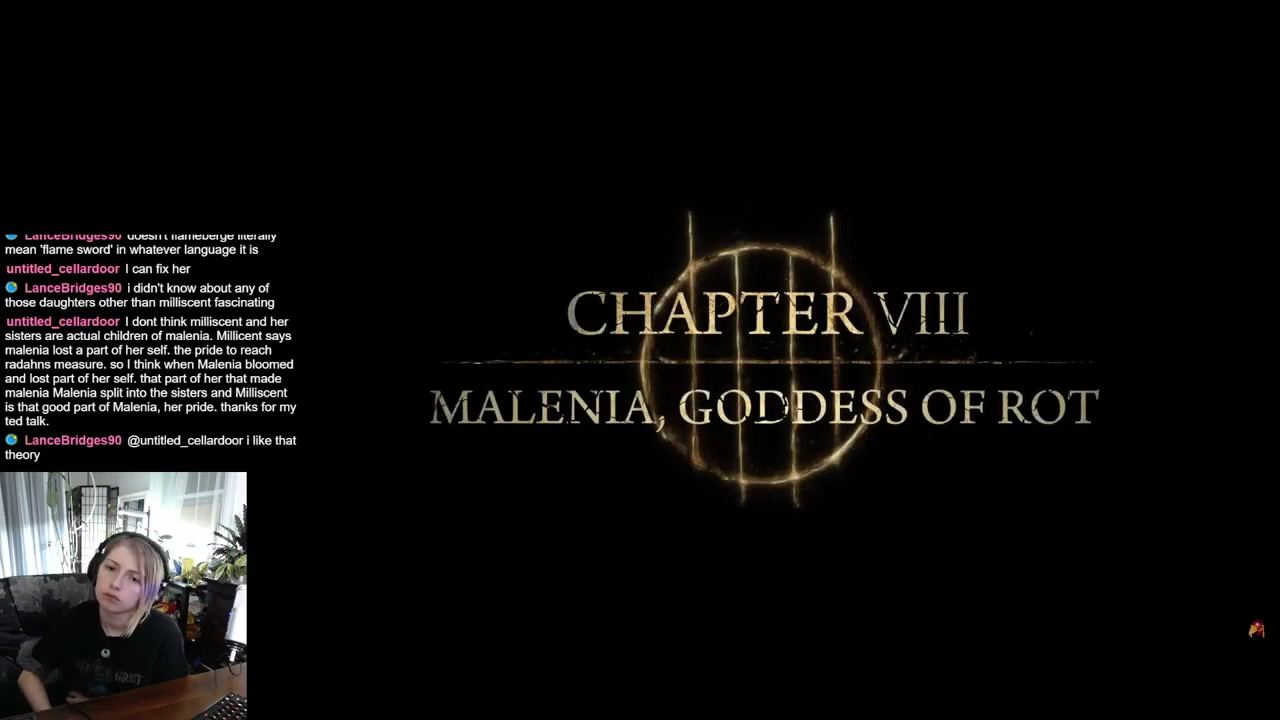 LanceBridges90 doesn't flameberge literally
mean 'flame sword' in whatever language it is
untitled_cellardoor I can fix her
LanceBridges90 i didn't know about any of
those daughters other than milliscent fascinating
untitled_cellardoor I dont think milliscent and her
sisters are actual children of malenia. Millicent says
malenia lost a part of her self. the pride to reach
radahns measure. so I think when Malenia bloomed
and lost part of her self. that part of her that made
malenia Malenia split into the sisters and Milliscent
is that good part of Malenia, her pride. thanks for my
ted talk.
LanceBridges90 @untitled_cellardoor i like that
theory
CHAPTER VIII
MALENIA, GODDESS OF ROT